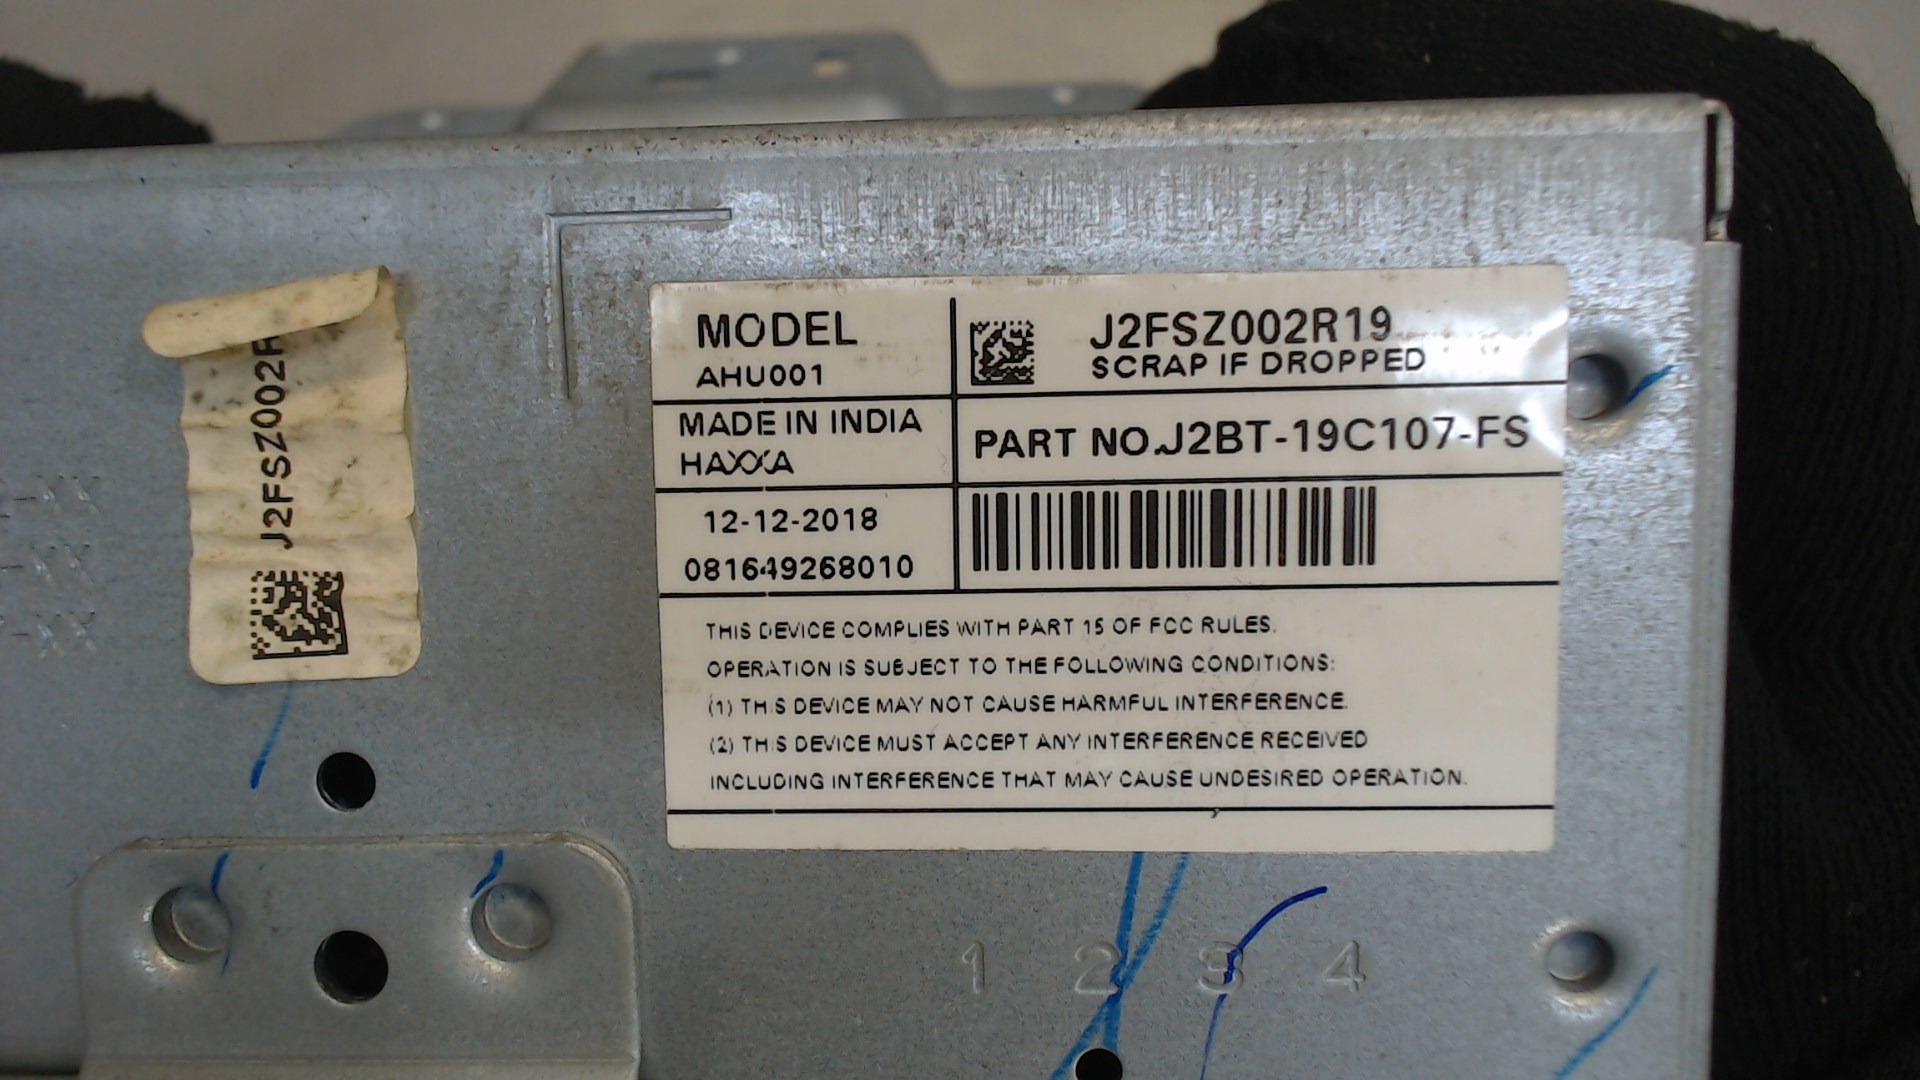 J2FSZ002R
MODEL
AHU001
J2FSZ002R19
SCRAP IF DROPPED
MADE IN INDIA
HAXXA
PART NO.J2BT-19C107-FS
12-12-2018
081649268010
THIS DEVICE COMPLIES WITH PART 15 OF FCC RULES.
OPERATION IS SUBJECT TO THE FOLLOWING CONDITIONS:
(1) THIS DEVICE MAY NOT CAUSE HARMFUL INTERFERENCE.
(2) THIS DEVICE MUST ACCEPT ANY INTERFERENCE RECEIVED
INCLUDING INTERFERENCE THAT MAY CAUSE UNDESIRED OPERATION.
1 2 3 4